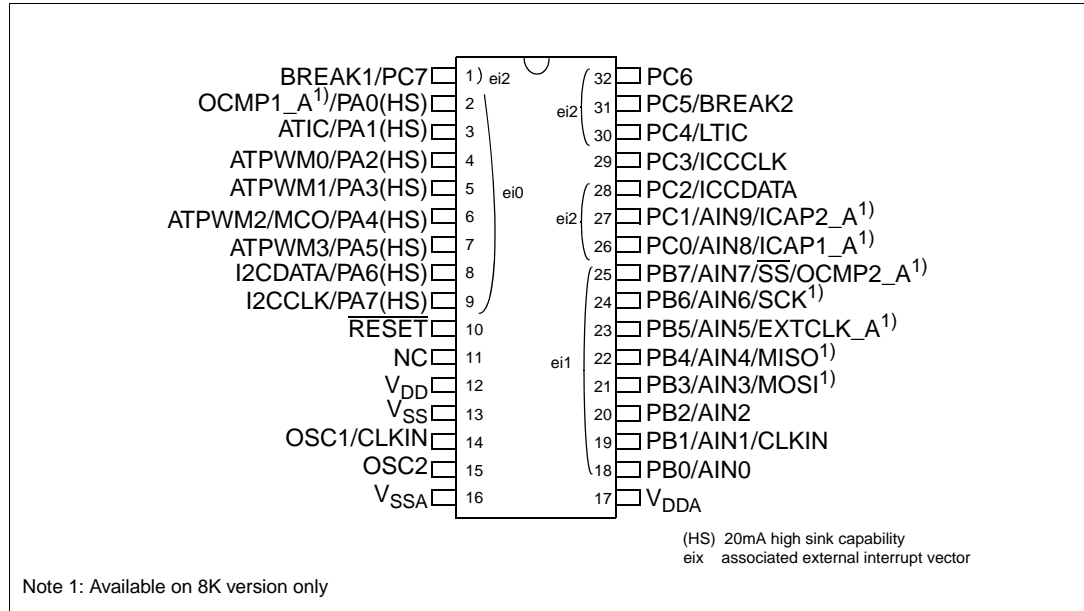 BREAK1/PC7 1 ) ei2 32 PC6
OCMP1_A1)/PA0(HS) 2 ei2 31 PC5/BREAK2
ATIC/PA1(HS) 3 30 PC4/LTIC
ATPWM0/PA2(HS) 4 29 PC3/ICCCLK
ATPWM1/PA3(HS) 5 ei0 28 PC2/ICCDATA
ATPWM2/MCO/PA4(HS) 6 ei2 27 PC1/AIN9/ICAP2_A1)
ATPWM3/PA5(HS) 7 26 PC0/AIN8/ICAP1_A1)
I2CDATA/PA6(HS) 8 25 PB7/AIN7/SS/OCMP2_A1)
I2CCLK/PA7(HS) 9 24 PB6/AIN6/SCK1)
RESET 10 23 PB5/AIN5/EXTCLK_A1)
NC 11 ei1 22 PB4/AIN4/MISO1)
VDD 12 21 PB3/AIN3/MOSI1)
VSS 13 20 PB2/AIN2
OSC1/CLKIN 14 19 PB1/AIN1/CLKIN
OSC2 15 18 PB0/AIN0
VSSA 16 17 VDDA
(HS) 20mA high sink capability
eix associated external interrupt vector
Note 1: Available on 8K version only